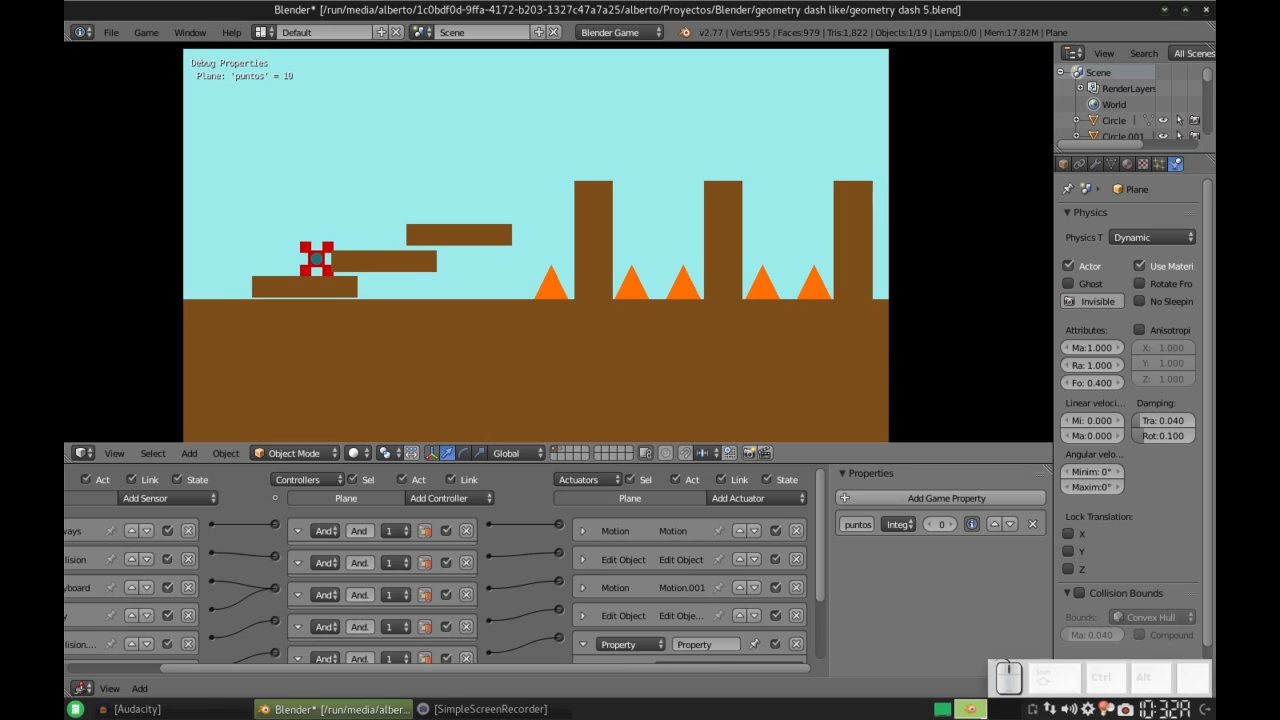 Blender* [/run/media/alberto/1c0bdf0d-9ffa-4172-b203-1327c47a7a25/alberto/Proyectos/Blender/geometry dash like/geometry dash 5.blend]
File Game Window Help Default Scene Blender Game v2.77 | Verts:955 | Faces:979 | Tris:1,822 | Objects:1/19 | Lamps:0/0 | Mem:17.82M | Plane
View Search All Scenes
Debug Properties
Plane: 'puntos' = 10
Scene
RenderLayers
World
Circle
Circle.001
Plane
Physics
Physics T Dynamic
Actor Use Materi
Ghost Rotate Fro
Invisible No Sleepin
Attributes: Anisotropi
Ma:1.000 X: 1.000
Ra: 1.000 Y: 1.000
Fo: 0.400 Z: 1.000
Linear veloci... Damping:
Mi: 0.000 Tra: 0.040
Ma:0.000 Rot:0.100
Angular velo...
Minim: 0°
Maxim:0°
Lock Translation:
X
Y
Z
Collision Bounds
Bounds: Convex Hull
Ma: 0.040 Compound
View Select Add Object Object Mode Global
Act Link State Controllers Sel Act Link Actuators Sel Act Link State
Add Sensor Plane Add Controller Plane Add Actuator
ways And And 1 Motion Motion
lision And And. 1 Edit Object Edit Object
yboard And And. 1 Motion Motion.001
y And And. 1 Edit Object Edit Obje...
lision.... And And. 1 Property Property
Properties
Add Game Property
puntos Integ 0
View Add
Ctrl Alt
[Audacity] Blender* [/run/media/alber... [SimpleScreenRecorder]